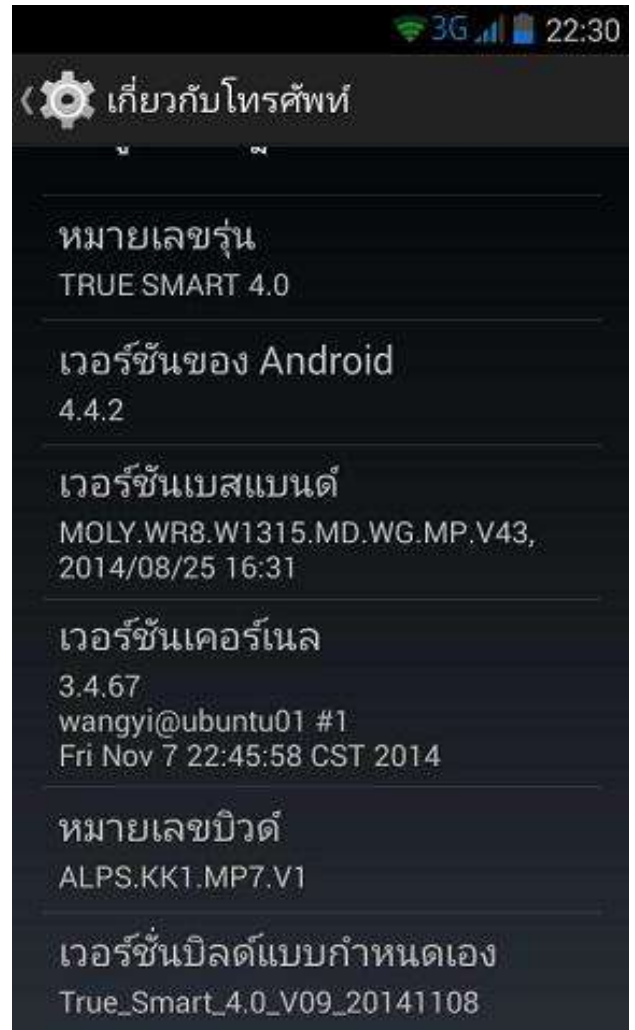 3G 22:30
เกี่ยวกับโทรศัพท์
หมายเลขรุ่น
TRUE SMART 4.0
เวอร์ชันของ Android
4.4.2
เวอร์ชันเบสแบนด์
MOLY.WR8.W1315.MD.WG.MP.V43,
2014/08/25 16:31
เวอร์ชันเคอร์เนล
3.4.67
wangyi@ubuntu01 #1
Fri Nov 7 22:45:58 CST 2014
หมายเลขบิวด์
ALPS.KK1.MP7.V1
เวอร์ชั่นบิลด์แบบกำหนดเอง
True_Smart_4.0_V09_20141108